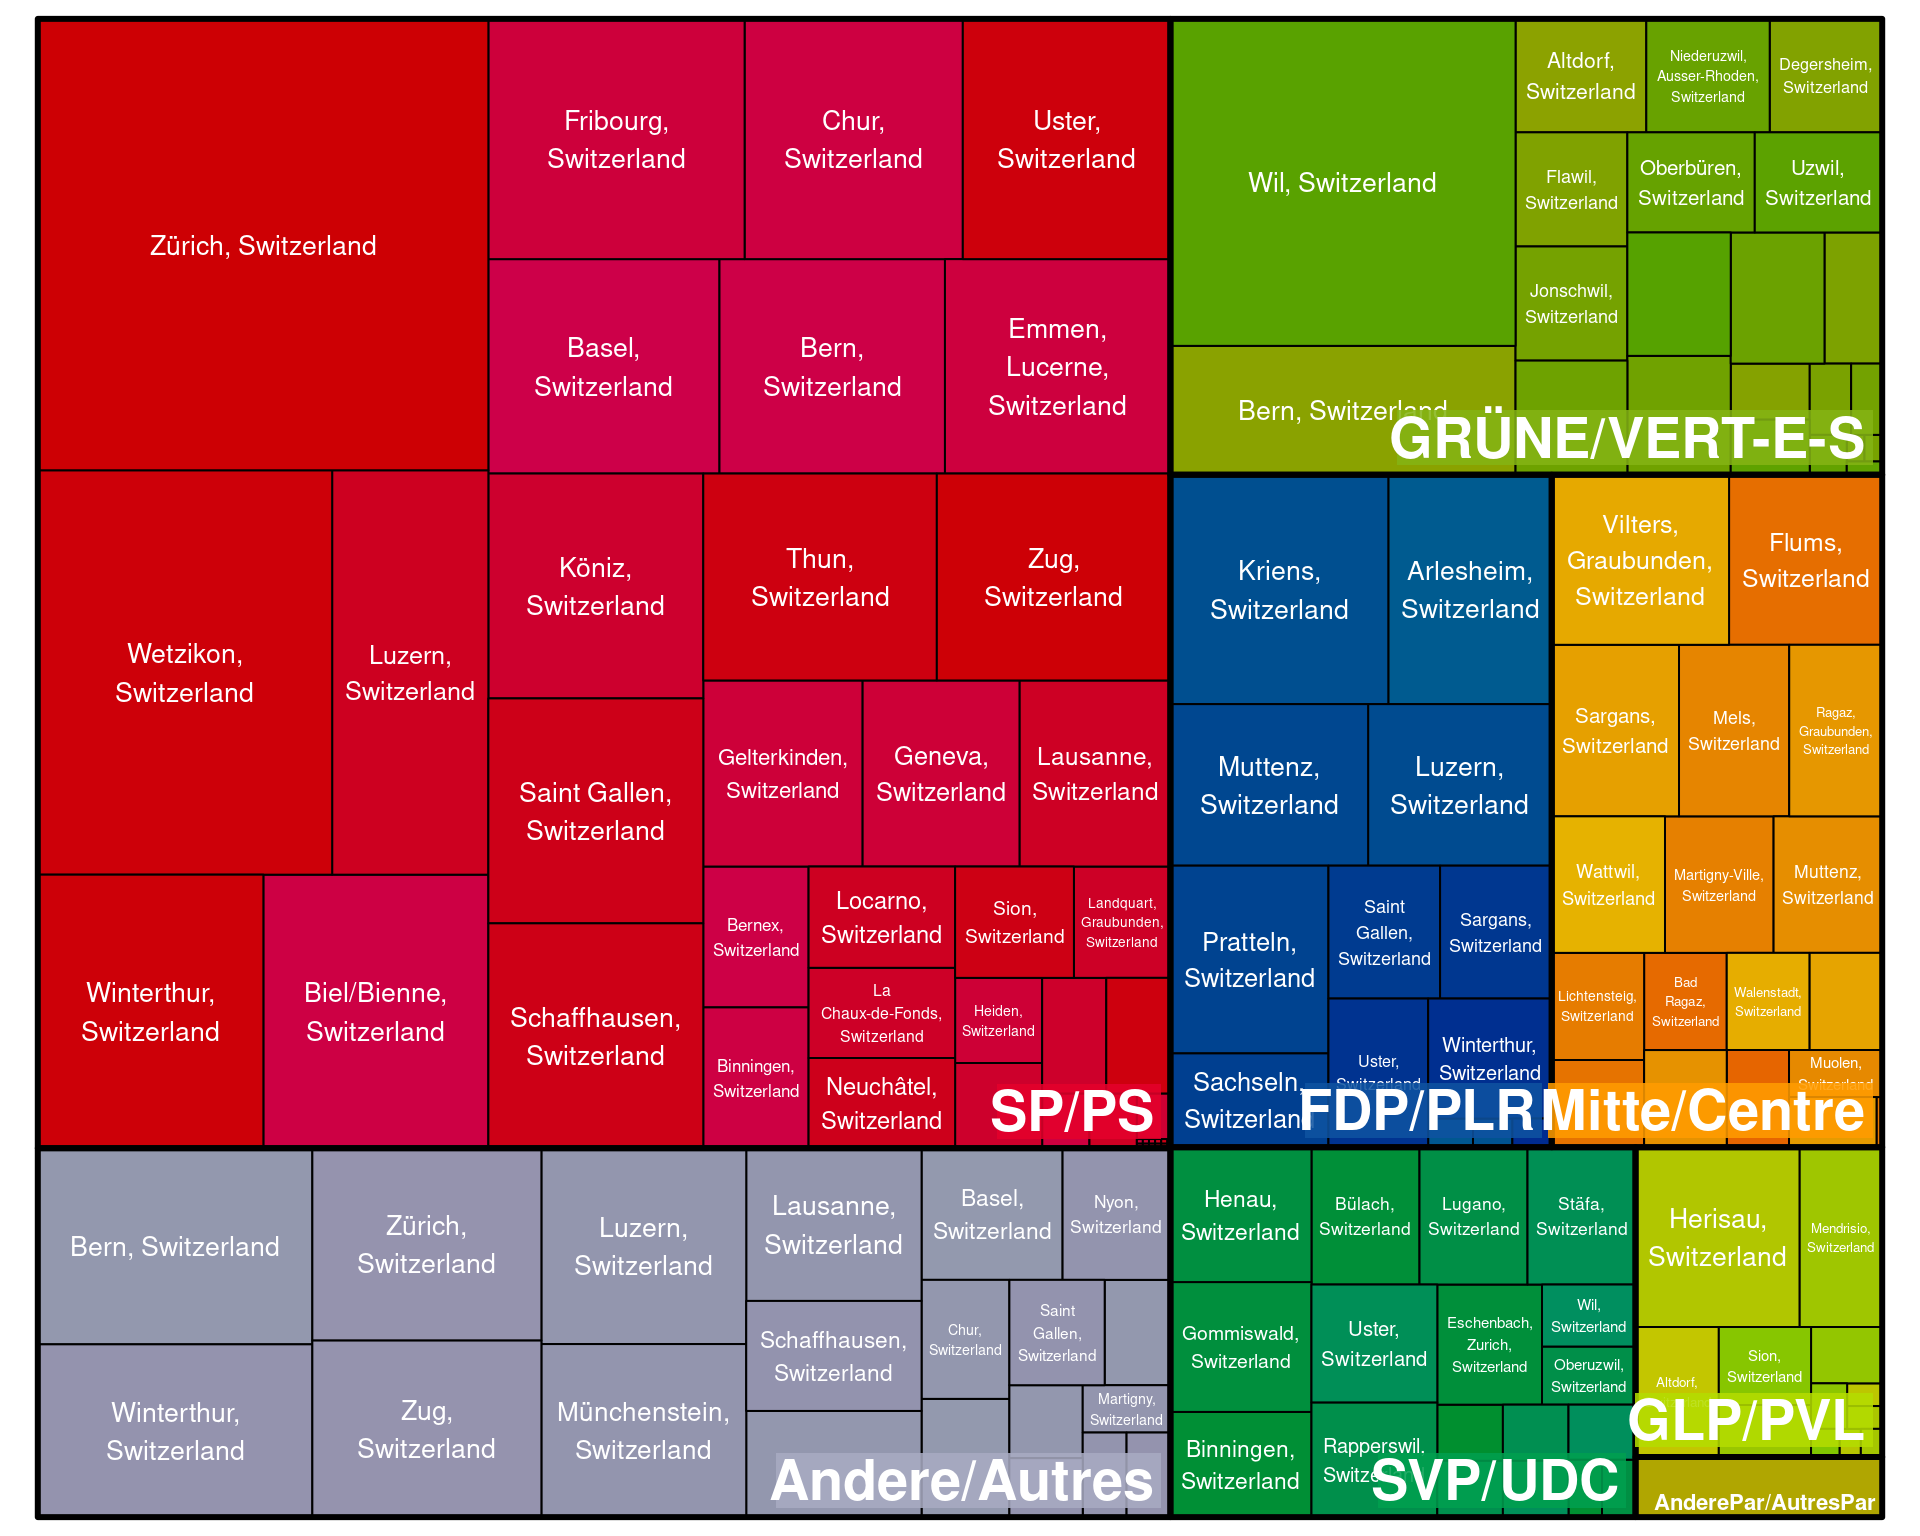 Zürich, Switzerland
Fribourg,
Switzerland
Chur,
Switzerland
Uster,
Switzerland
Basel,
Switzerland
Bern,
Switzerland
Emmen,
Lucerne,
Switzerland
Wetzikon,
Switzerland
Luzern,
Switzerland
Köniz,
Switzerland
Thun,
Switzerland
Zug,
Switzerland
Saint Gallen,
Switzerland
Gelterkinden,
Switzerland
Geneva,
Switzerland
Lausanne,
Switzerland
Winterthur,
Switzerland
Biel/Bienne,
Switzerland
Schaffhausen,
Switzerland
Bernex,
Switzerland
Locarno,
Switzerland
Sion,
Switzerland
Landquart,
Graubunden,
Switzerland
La
Chaux-de-Fonds,
Switzerland
Heiden,
Switzerland
Binningen,
Switzerland
Neuchâtel,
Switzerland
SP/PS
Wil, Switzerland
Altdorf,
Switzerland
Niederuzwil,
Ausser-Rhoden,
Switzerland
Degersheim,
Switzerland
Flawil,
Switzerland
Oberbüren,
Switzerland
Uzwil,
Switzerland
Jonschwil,
Switzerland
Bern, Switzerland
GRÜNE/VERT-E-S
Kriens,
Switzerland
Arlesheim,
Switzerland
Muttenz,
Switzerland
Luzern,
Switzerland
Pratteln,
Switzerland
Saint
Gallen,
Switzerland
Sargans,
Switzerland
Uster,
Switzerland
Winterthur,
Switzerland
Sachseln,
Switzerland
FDP/PLR
Vilters,
Graubunden,
Switzerland
Flums,
Switzerland
Sargans,
Switzerland
Mels,
Switzerland
Ragaz,
Graubunden,
Switzerland
Wattwil,
Switzerland
Martigny-Ville,
Switzerland
Muttenz,
Switzerland
Lichtensteig,
Switzerland
Bad
Ragaz,
Switzerland
Walenstadt,
Switzerland
Muolen,
Switzerland
Mitte/Centre
Bern, Switzerland
Zürich,
Switzerland
Luzern,
Switzerland
Lausanne,
Switzerland
Basel,
Switzerland
Nyon,
Switzerland
Winterthur,
Switzerland
Zug,
Switzerland
Münchenstein,
Switzerland
Schaffhausen,
Switzerland
Chur,
Switzerland
Saint
Gallen,
Switzerland
Martigny,
Switzerland
Andere/Autres
Henau,
Switzerland
Bülach,
Switzerland
Lugano,
Switzerland
Stäfa,
Switzerland
Gommiswald,
Switzerland
Uster,
Switzerland
Eschenbach,
Zurich,
Switzerland
Wil,
Switzerland
Oberuzwil,
Switzerland
Binningen,
Switzerland
Rapperswil.
Switzerland
SVP/UDC
Herisau,
Switzerland
Mendrisio,
Switzerland
Altdorf,
Sion,
Switzerland
GLP/PVL
AnderePar/AutresPar